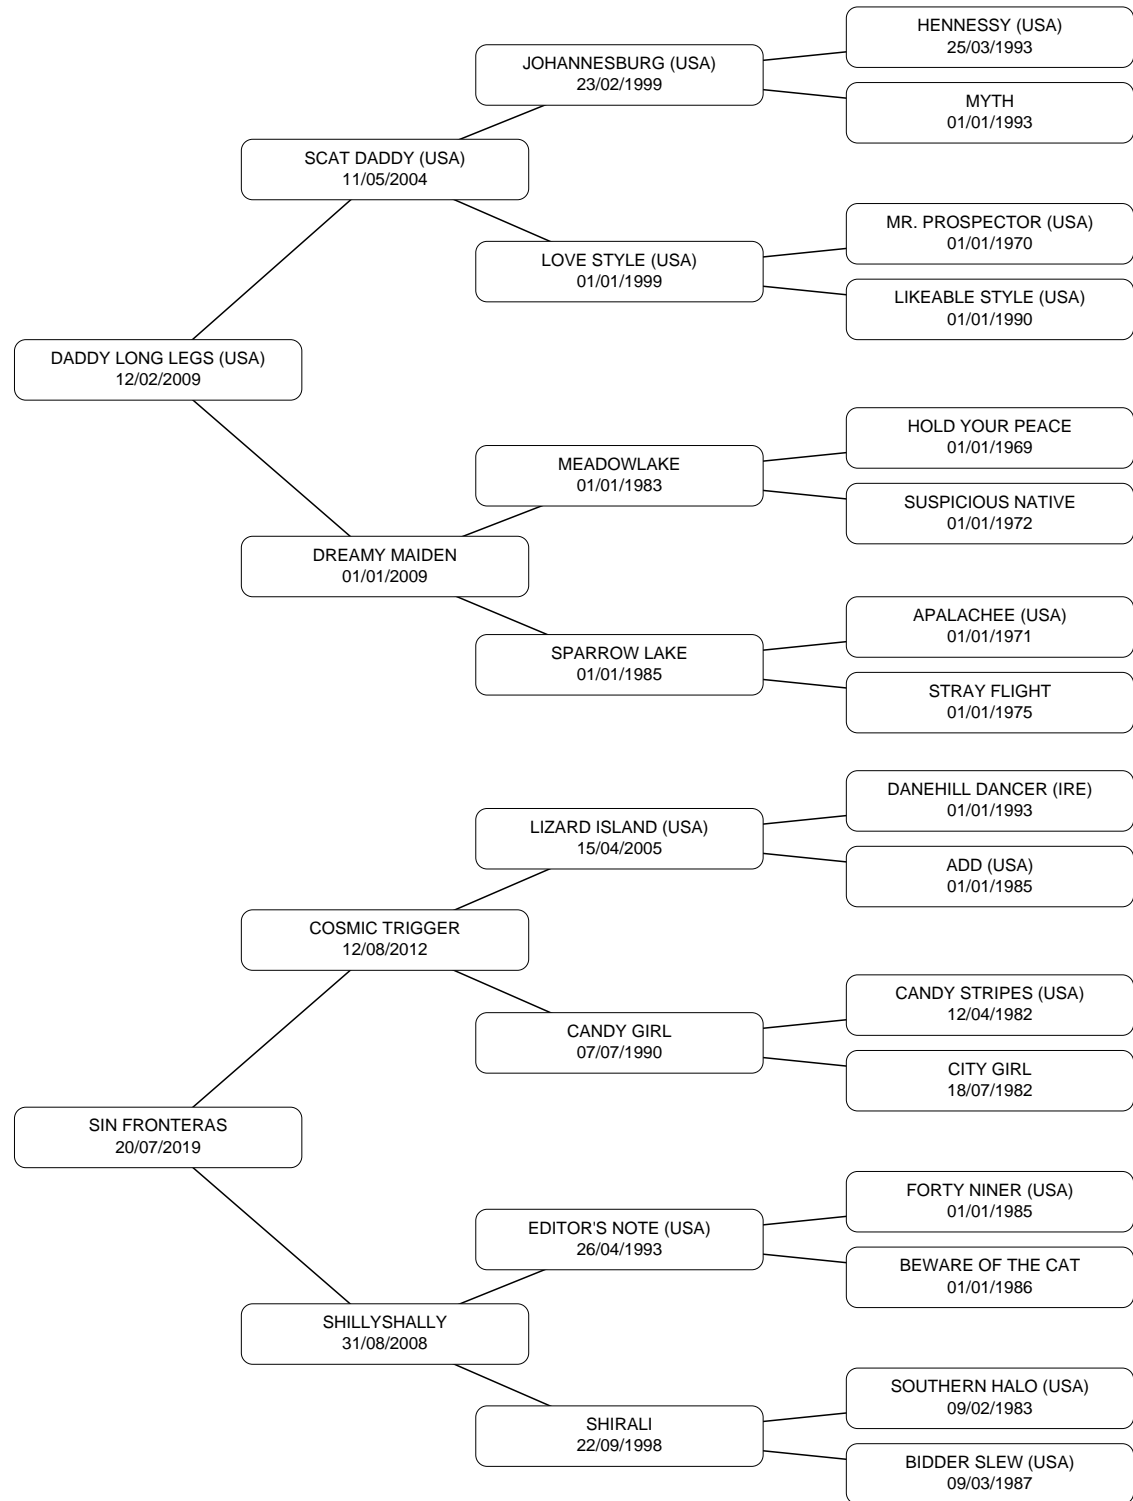 HENNESSY (USA)
25/03/1993
JOHANNESBURG (USA)
23/02/1999
MYTH
01/01/1993
SCAT DADDY (USA)
11/05/2004
MR. PROSPECTOR (USA)
01/01/1970
LOVE STYLE (USA)
01/01/1999
LIKEABLE STYLE (USA)
01/01/1990
DADDY LONG LEGS (USA)
12/02/2009
HOLD YOUR PEACE
01/01/1969
MEADOWLAKE
01/01/1983
SUSPICIOUS NATIVE
01/01/1972
DREAMY MAIDEN
01/01/2009
APALACHEE (USA)
01/01/1971
SPARROW LAKE
01/01/1985
STRAY FLIGHT
01/01/1975
DANEHILL DANCER (IRE)
01/01/1993
LIZARD ISLAND (USA)
15/04/2005
ADD (USA)
01/01/1985
COSMIC TRIGGER
12/08/2012
CANDY STRIPES (USA)
12/04/1982
CANDY GIRL
07/07/1990
CITY GIRL
18/07/1982
SIN FRONTERAS
20/07/2019
FORTY NINER (USA)
01/01/1985
EDITOR'S NOTE (USA)
26/04/1993
BEWARE OF THE CAT
01/01/1986
SHILLYSHALLY
31/08/2008
SOUTHERN HALO (USA)
09/02/1983
SHIRALI
22/09/1998
BIDDER SLEW (USA)
09/03/1987